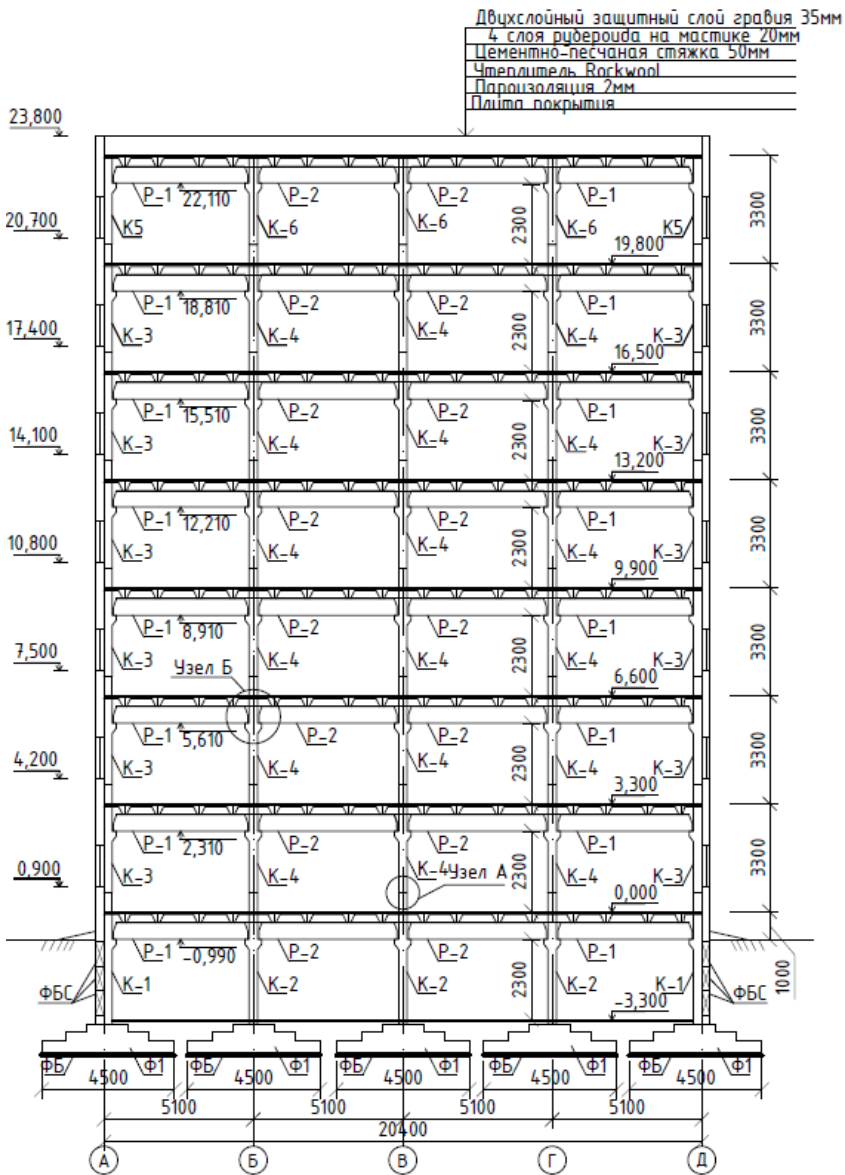 Двухслойный защитный слой гравия 35мм
4 слоя рубероида на мастике 20мм
Цементно-песчаная стяжка 50мм
Утеплитель Rockwool
Пароизоляция 2мм
Плита покрытия
23,800
Р-1 22,110 Р-2 Р-2 Р-1
20,700 К5 К-6 К-6 2300 К-6 К5 3300
19,800
Р-1 18,810 Р-2 Р-2 Р-1
17,400 К-3 К-4 К-4 2300 К-4 К-3 3300
16,500
Р-1 15,510 Р-2 Р-2 Р-1
14,100 К-3 К-4 К-4 2300 К-4 К-3 3300
13,200
Р-1 12,210 Р-2 Р-2 Р-1
10,800 К-3 К-4 К-4 2300 К-4 К-3 3300
9,900
Р-1 8,910 Р-2 Р-2 Р-1
7,500 К-3 К-4 К-4 2300 К-4 К-3 3300
Узел Б 6,600
Р-1 5,610 Р-2 Р-2 Р-1
4,200 К-3 К-4 К-4 2300 К-4 К-3 3300
3,300
Р-1 2,310 Р-2 Р-2 Р-1
0,900 К-3 К-4 К-4 Узел А 2300 К-4 К-3 3300
0,000
Р-1 -0,990 Р-2 Р-2 Р-1
ФБС К-1 К-2 К-2 2300 К-2 К-1 ФБС 1000
-3,300
ФБ Ф1 ФБ Ф1 ФБ Ф1 ФБ Ф1 ФБ Ф1
4500 4500 4500 4500 4500
5100 5100 5100 5100
20400
А Б В Г Д